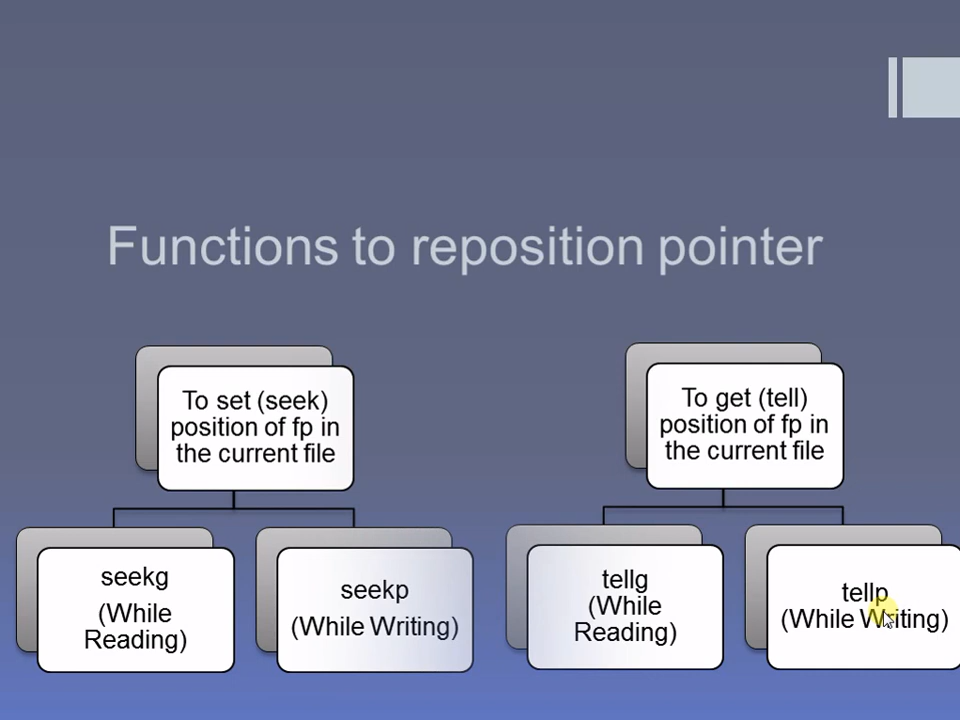 Functions to reposition pointer
To set (seek)
position of fp in
the current file
To get (tell)
position of fp in
the current file
seekg
(While
Reading)
seekp
(While Writing)
tellg
(While
Reading)
tellp
(While Writing)